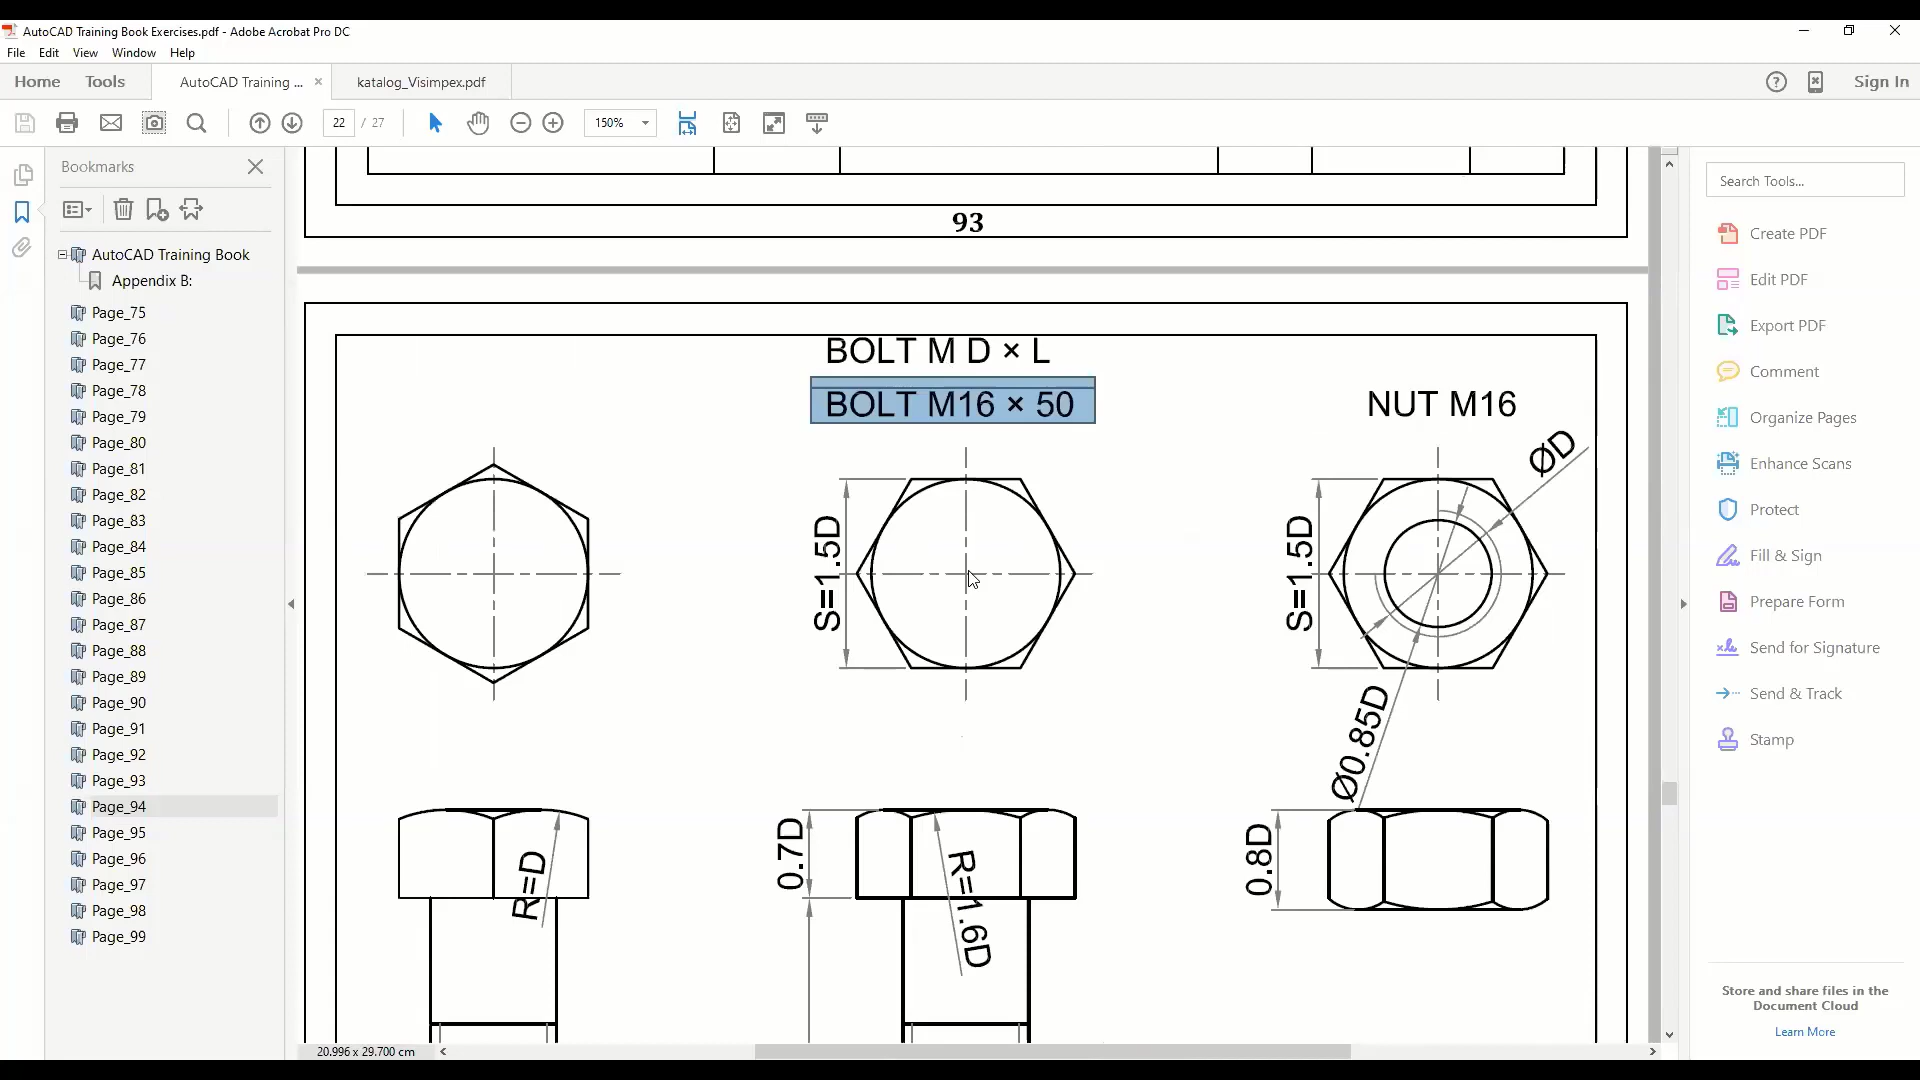 AutoCAD Training Book Exercises.pdf - Adobe Acrobat Pro DC
File Edit View Window Help
Home Tools AutoCAD Training ... × katalog_Visimpex.pdf Sign In
22 / 27 150%
Bookmarks
AutoCAD Training Book
Appendix B:
Page_75
Page_76
Page_77
Page_78
Page_79
Page_80
Page_81
Page_82
Page_83
Page_84
Page_85
Page_86
Page_87
Page_88
Page_89
Page_90
Page_91
Page_92
Page_93
Page_94
Page_95
Page_96
Page_97
Page_98
Page_99
93
BOLT M D × L
BOLT M16 × 50
NUT M16
S=1.5D
S=1.5D
ØD
Ø0.85D
R=D
0.7D
R=1.6D
0.8D
20.996 x 29.700 cm
Search Tools...
Create PDF
Edit PDF
Export PDF
Comment
Organize Pages
Enhance Scans
Protect
Fill & Sign
Prepare Form
Send for Signature
Send & Track
Stamp
Store and share files in the
Document Cloud
Learn More